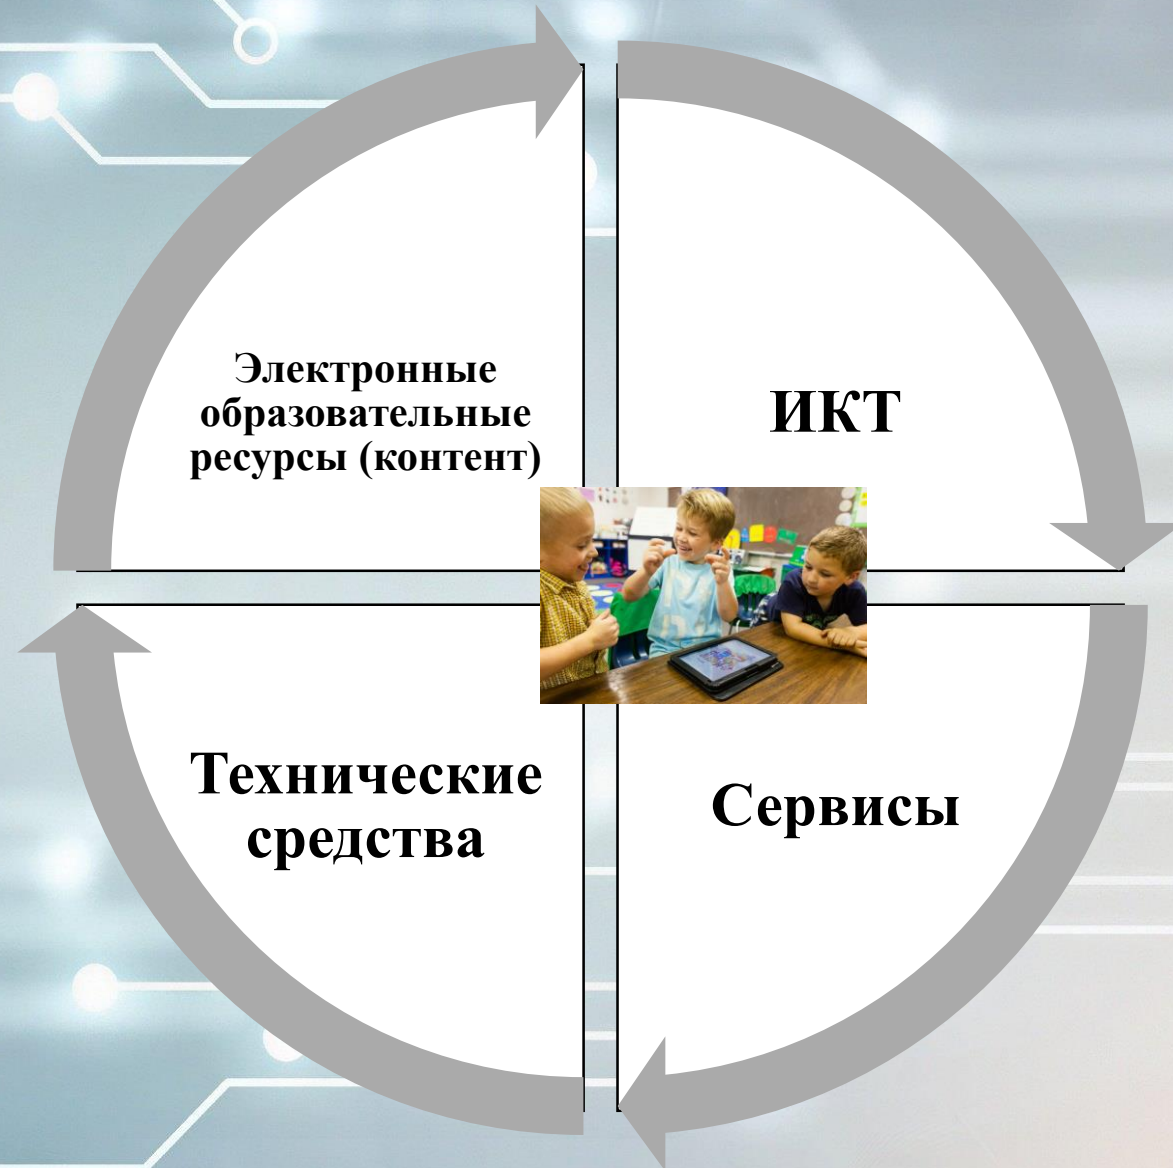 Электронные
образовательные
ресурсы (контент)
ИКТ
Технические
средства
Сервисы